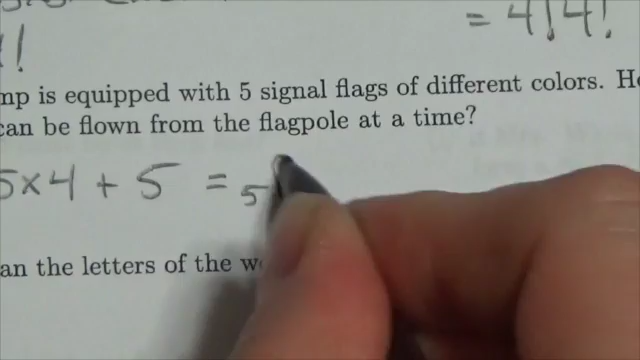 = 4!4!
!
mp is equipped with 5 signal flags of different colors.
can be flown from the flagpole at a time?
5×4 + 5 = 5
an the letters of the